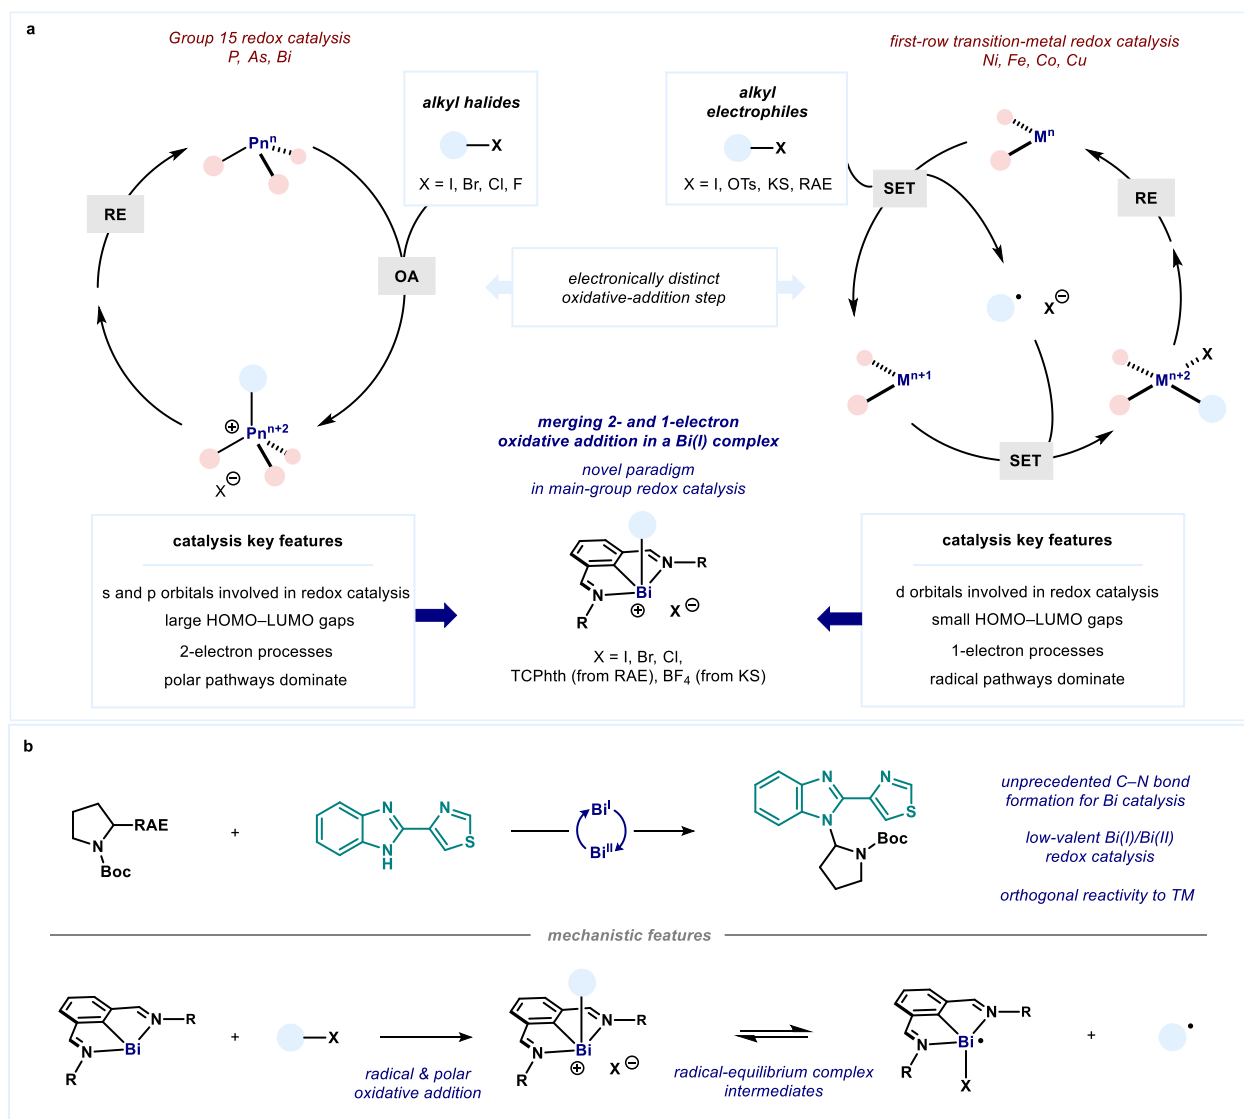 a
Group 15 redox catalysis
P, As, Bi
Pnⁿ
alkyl halides
X
X = I, Br, Cl, F
RE
OA
Pnⁿ⁺²
⊕
X⊖
alkyl
electrophiles
X
X = I, OTs, KS, RAE
first-row transition-metal redox catalysis
Ni, Fe, Co, Cu
Mⁿ
SET
RE
• X⊖
Mⁿ⁺¹
Mⁿ⁺²
X
SET
electronically distinct
oxidative-addition step
merging 2- and 1-electron
oxidative addition in a Bi(I) complex
novel paradigm
in main-group redox catalysis
N
R
N
Bi
⊕
X⊖
R
X = I, Br, Cl,
TCPhth (from RAE), BF₄ (from KS)
catalysis key features
s and p orbitals involved in redox catalysis
large HOMO–LUMO gaps
2-electron processes
polar pathways dominate
catalysis key features
d orbitals involved in redox catalysis
small HOMO–LUMO gaps
1-electron processes
radical pathways dominate
b
RAE
N
Boc
+
N
N
S
N
H
Biᴵ
Biᴵᴵ
N
N
S
N
N
Boc
unprecedented C–N bond
formation for Bi catalysis
low-valent Bi(I)/Bi(II)
redox catalysis
orthogonal reactivity to TM
mechanistic features
N
R
N
Bi
R
+
X
radical & polar
oxidative addition
N
R
N
Bi
⊕
X⊖
R
radical-equilibrium complex
intermediates
N
R
N
Bi•
R
X
+
•